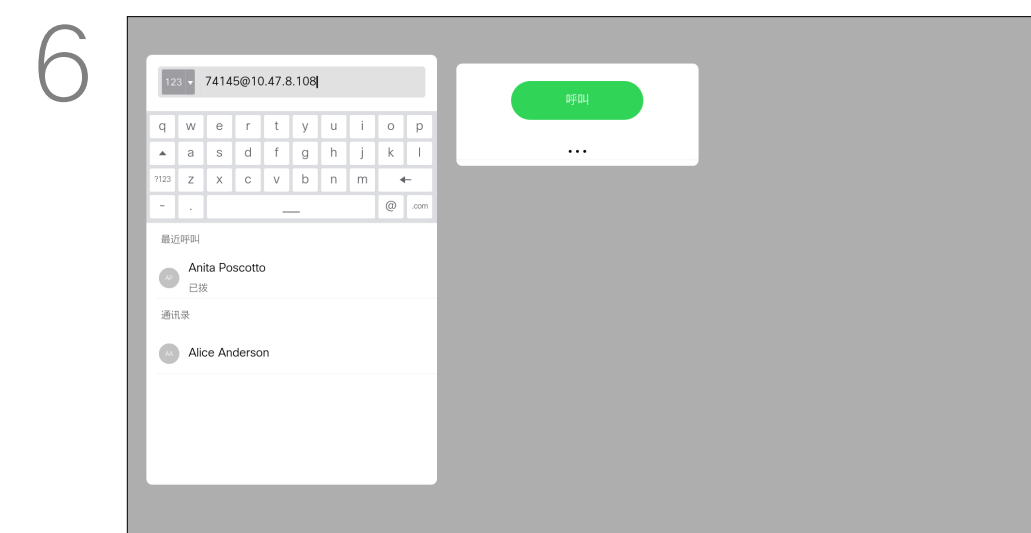 6
123 74145@10.47.8.108
呼叫
q w e r t y u i o p
a s d f g h j k l
?123 z x c v b n m
- . @ .com
最近呼叫
AP Anita Poscotto
已拨
通讯录
AA Alice Anderson